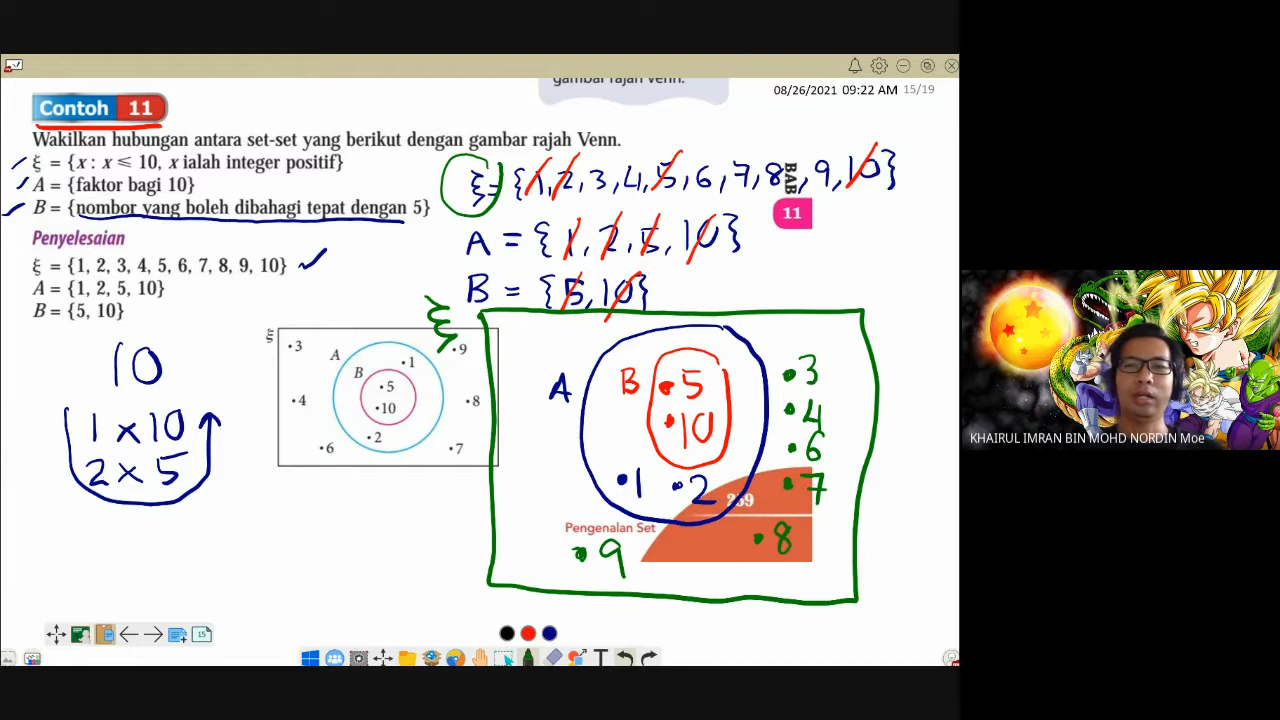 gambar rajah Venn.
08/26/2021 09:22 AM 15/19
Contoh 11
Wakilkan hubungan antara set-set yang berikut dengan gambar rajah Venn.
ξ = {x : x ⩽ 10, x ialah integer positif}
A = {faktor bagi 10}
B = {nombor yang boleh dibahagi tepat dengan 5}
Penyelesaian
ξ = {1, 2, 3, 4, 5, 6, 7, 8, 9, 10}
A = {1, 2, 5, 10}
B = {5, 10}
ξ = {1, 2, 3, 4, 5, 6, 7, 8, 9, 10}
A = {1, 2, 5, 10}
B = {5, 10}
BAB
11
10
1 × 10
2 × 5
ξ
3
A
1
9
B
5
4
10
8
2
6
7
ξ
A
B
5
10
1
2
3
4
6
7
8
9
259
Pengenalan Set
KHAIRUL IMRAN BIN MOHD NORDIN Moe
15
T